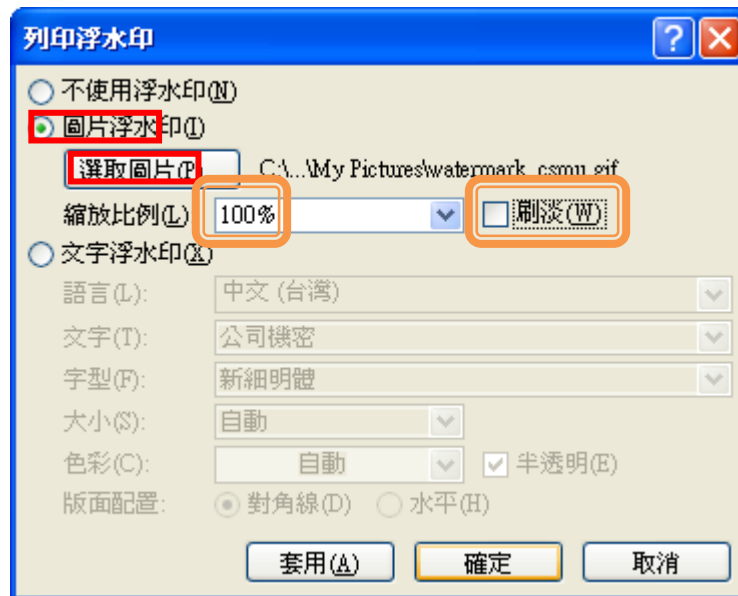 列印浮水印
不使用浮水印(N)
圖片浮水印(I)
選取圖片(P)... C:\...\My Pictures\watermark_csmu.gif
縮放比例(L) 100% 刷淡(W)
文字浮水印(X)
語言(L): 中文 (台灣)
文字(T): 公司機密
字型(F): 新細明體
大小(S): 自動
色彩(C): 自動 半透明(E)
版面配置: 對角線(D) 水平(H)
套用(A) 確定 取消